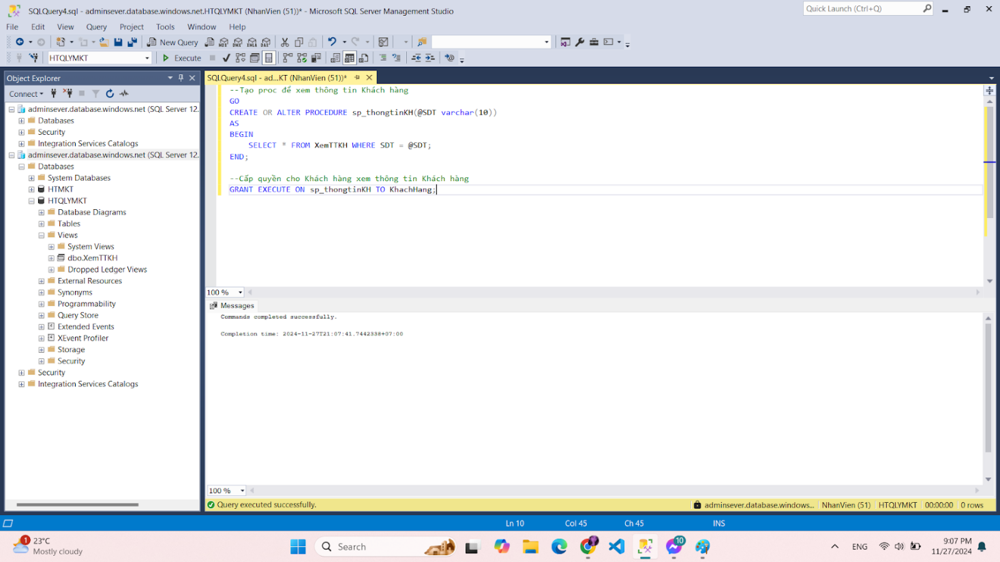 SQLQuery4.sql - adminsever.database.windows.net.HTQLYMKT (NhanVien (51))* - Microsoft SQL Server Management Studio
Quick Launch (Ctrl+Q)
File Edit View Query Project Tools Window Help
New Query
MDX DMX XMLA DAX
HTQLYMKT
Execute
Object Explorer
SQLQuery4.sql - ad...KT (NhanVien (51))*
Connect
adminsever.database.windows.net (SQL Server 12.
Databases
Security
Integration Services Catalogs
adminsever.database.windows.net (SQL Server 12.
Databases
System Databases
HTMKT
HTQLYMKT
Database Diagrams
Tables
Views
System Views
dbo.XemTTKH
Dropped Ledger Views
External Resources
Synonyms
Programmability
Query Store
Extended Events
XEvent Profiler
Storage
Security
Security
Integration Services Catalogs
--Tạo proc để xem thông tin Khách hàng
GO
CREATE OR ALTER PROCEDURE sp_thongtinKH(@SDT varchar(10))
AS
BEGIN
SELECT * FROM XemTTKH WHERE SDT = @SDT;
END;
--Cấp quyền cho Khách hàng xem thông tin Khách hàng
GRANT EXECUTE ON sp_thongtinKH TO KhachHang;
100 %
Messages
Commands completed successfully.
Completion time: 2024-11-27T21:07:41.7442338+07:00
100 %
Query executed successfully.
adminsever.database.windows... NhanVien (51) HTQLYMKT 00:00:00 0 rows
Ln 10 Col 45 Ch 45 INS
1
23°C
Mostly cloudy
Search
10
ENG
9:07 PM
11/27/2024